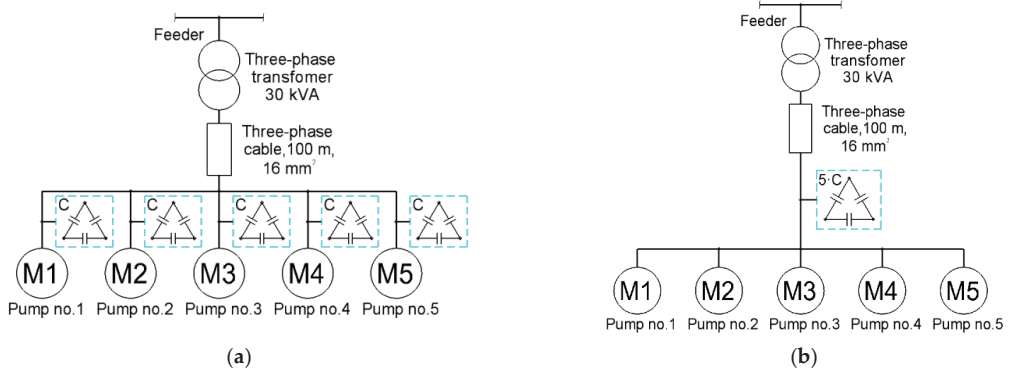 Feeder
Three-phase
transfomer
30 kVA
Three-phase
cable,100 m,
16 mm²
C C C C C
M1 M2 M3 M4 M5
Pump no.1 Pump no.2 Pump no.3 Pump no.4 Pump no.5
(a)
Feeder
Three-phase
transfomer
30 kVA
Three-phase
cable,100 m,
16 mm²
5·C
M1 M2 M3 M4 M5
Pump no.1 Pump no.2 Pump no.3 Pump no.4 Pump no.5
(b)